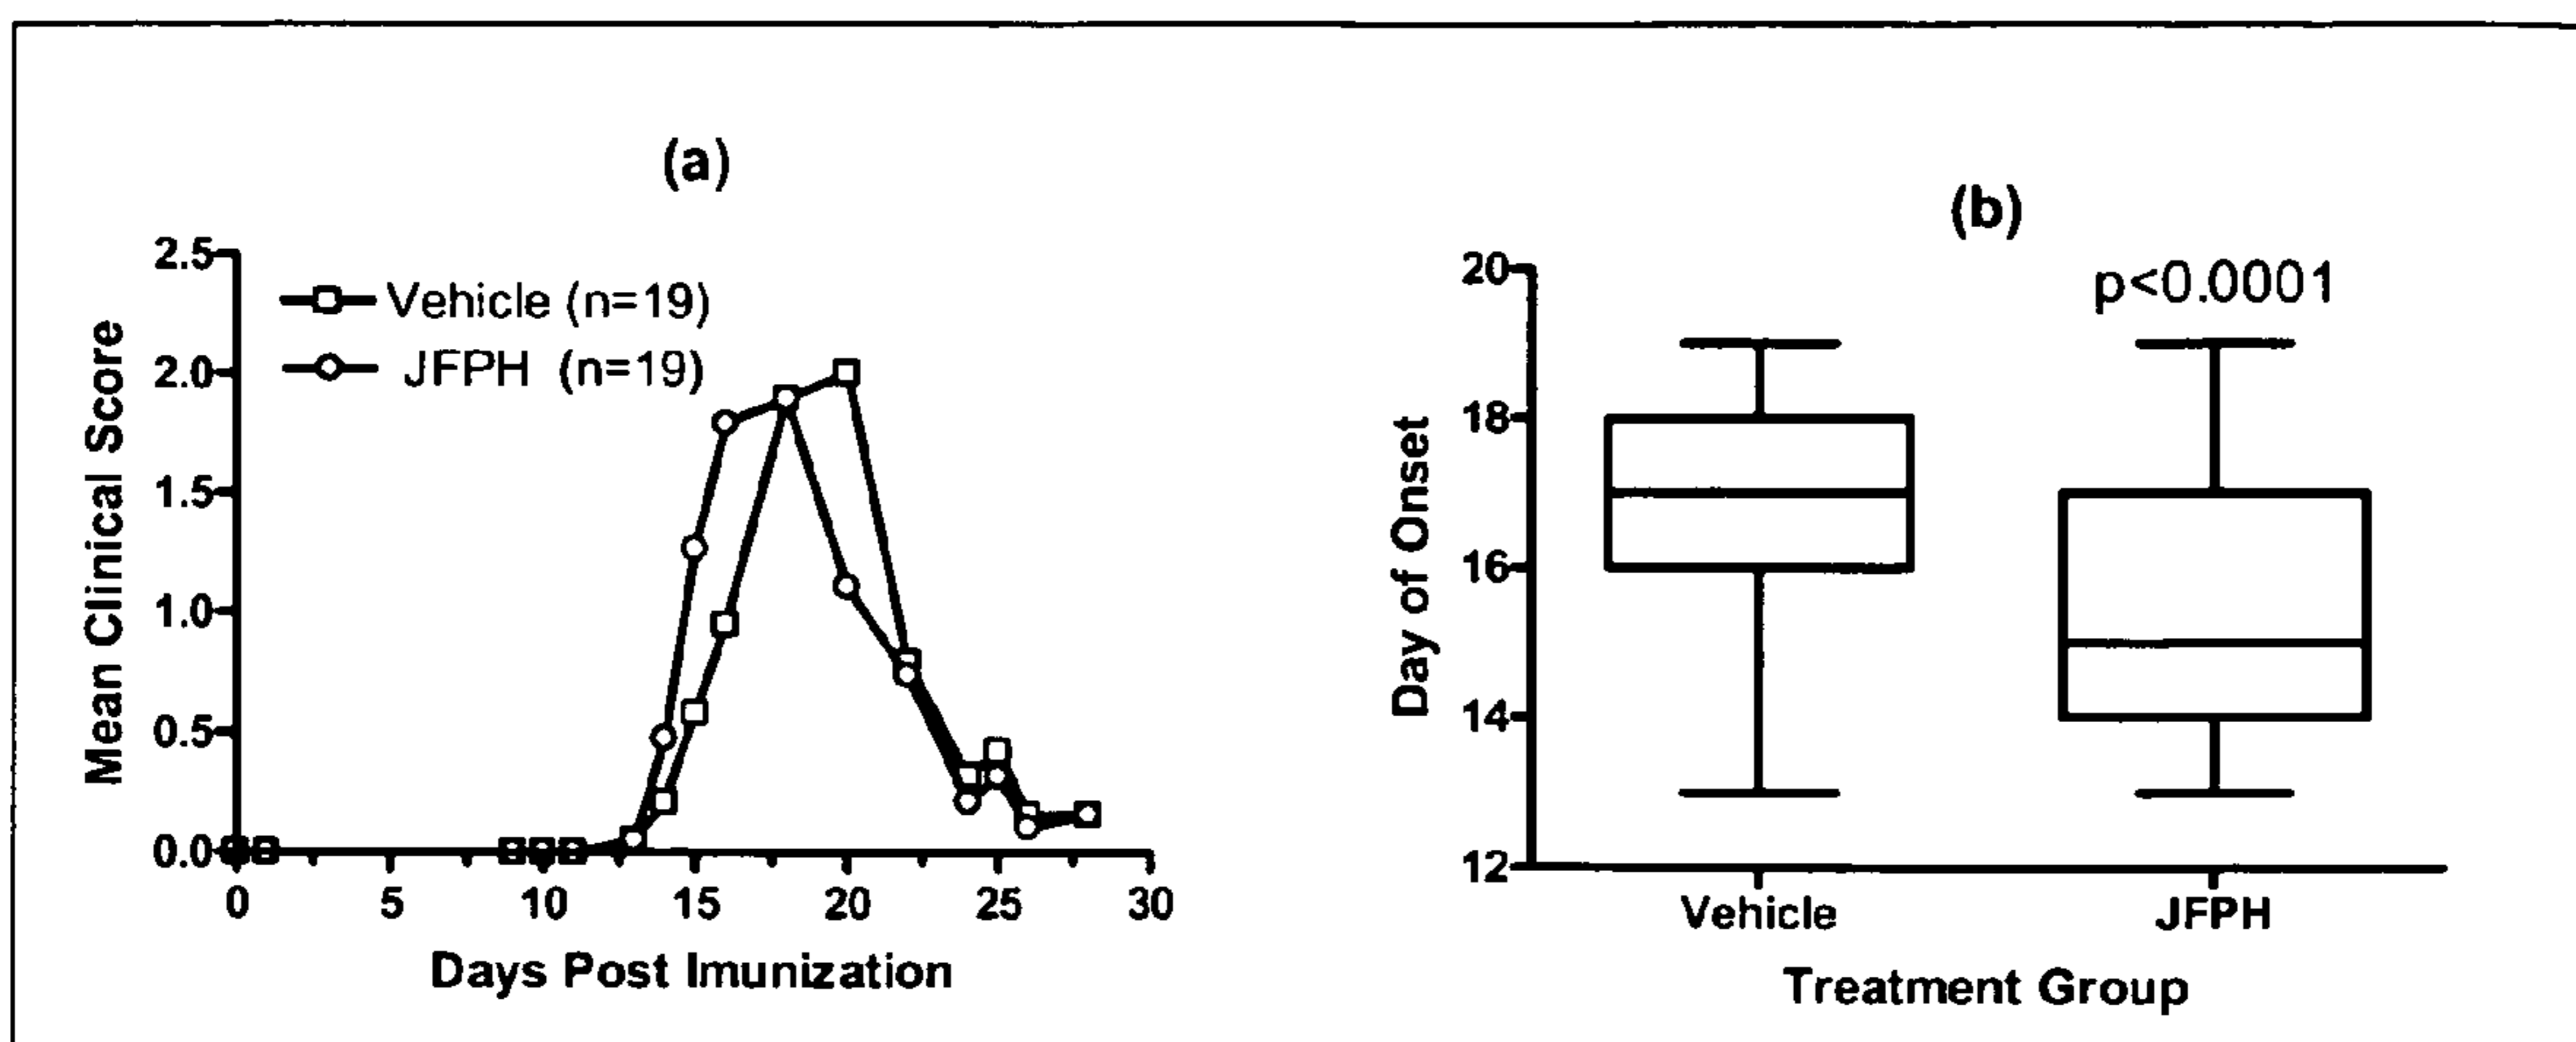 (a)
2.5
2.0
1.5
1.0
0.5
0.0
Mean Clinical Score
Vehicle (n=19)
JFPH (n=19)
0 5 10 15 20 25 30
Days Post Imunization
(b)
p<0.0001
20
18
16
14
12
Day of Onset
Vehicle JFPH
Treatment Group